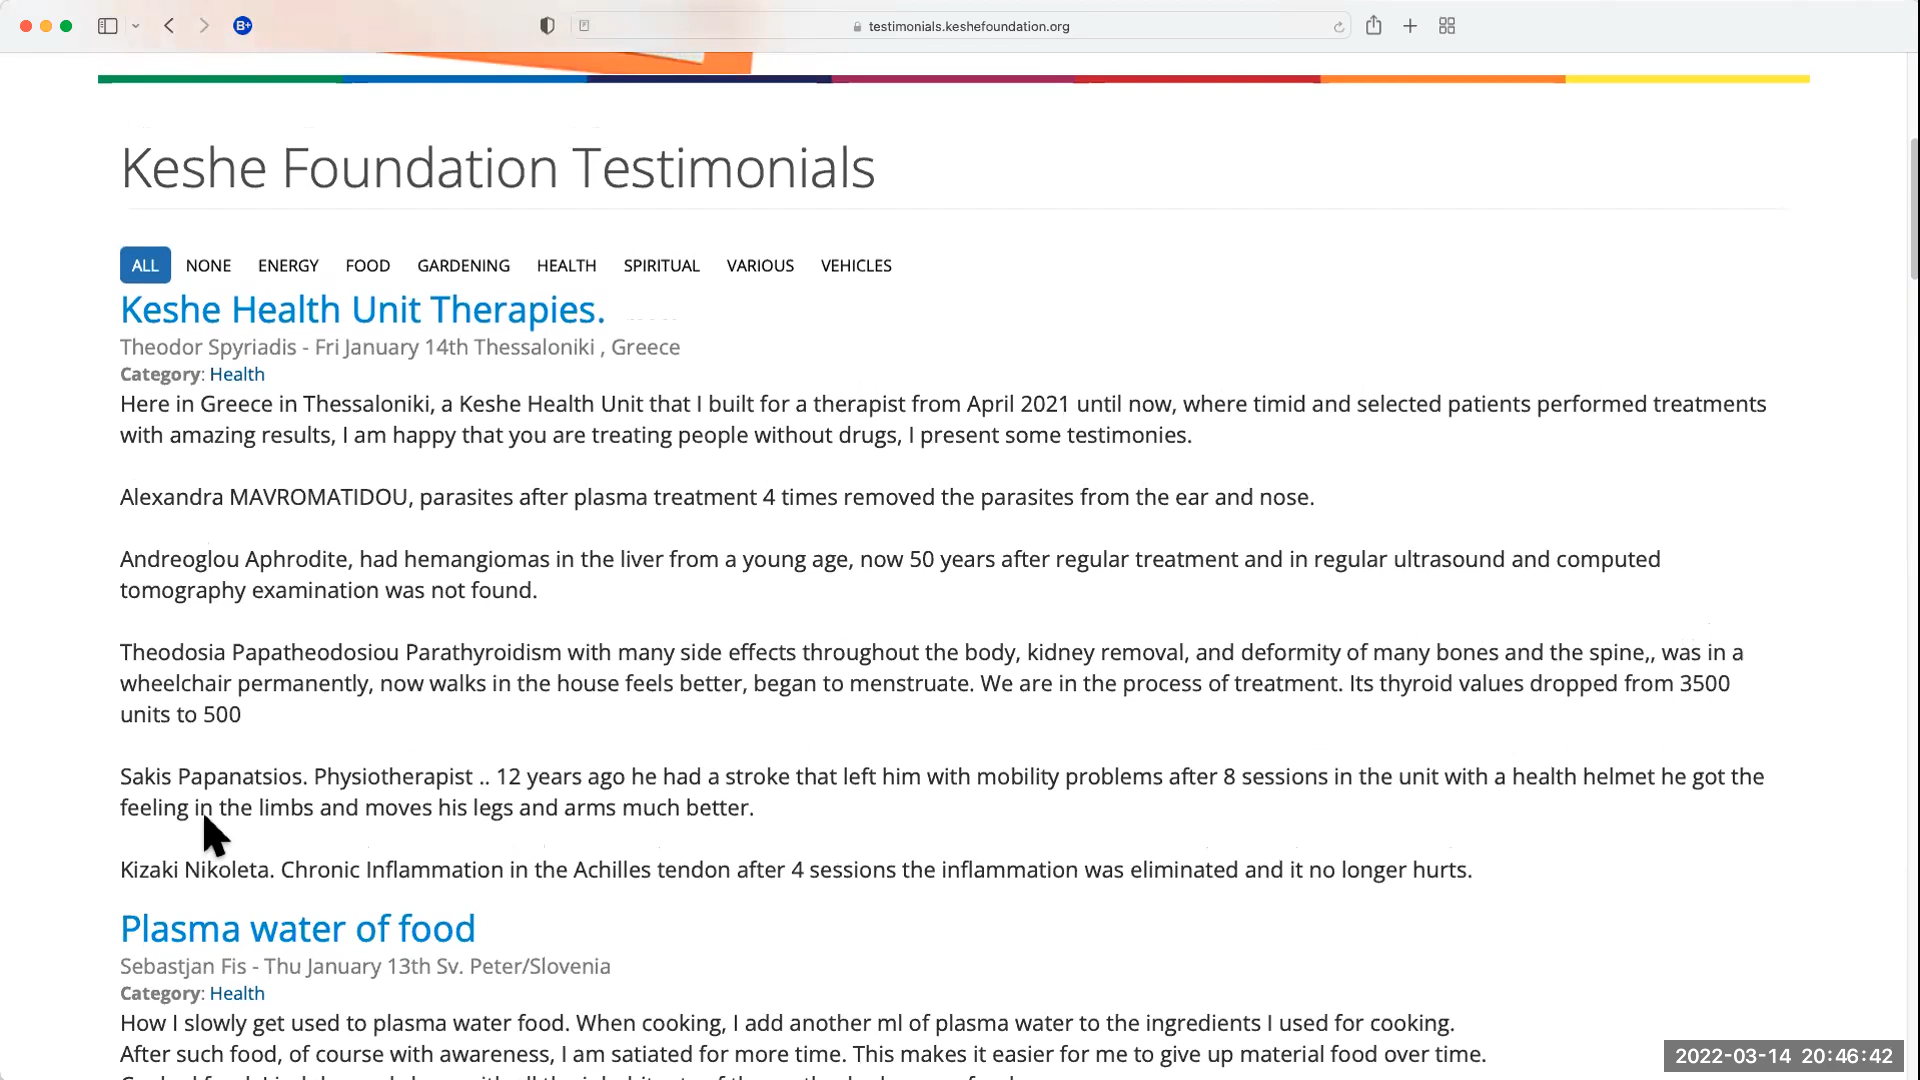 B+
testimonials.keshefoundation.org
Keshe Foundation Testimonials
ALL NONE ENERGY FOOD GARDENING HEALTH SPIRITUAL VARIOUS VEHICLES
Keshe Health Unit Therapies.
Theodor Spyriadis - Fri January 14th Thessaloniki , Greece
Category: Health
Here in Greece in Thessaloniki, a Keshe Health Unit that I built for a therapist from April 2021 until now, where timid and selected patients performed treatments
with amazing results, I am happy that you are treating people without drugs, I present some testimonies.
Alexandra MAVROMATIDOU, parasites after plasma treatment 4 times removed the parasites from the ear and nose.
Andreoglou Aphrodite, had hemangiomas in the liver from a young age, now 50 years after regular treatment and in regular ultrasound and computed
tomography examination was not found.
Theodosia Papatheodosiou Parathyroidism with many side effects throughout the body, kidney removal, and deformity of many bones and the spine,, was in a
wheelchair permanently, now walks in the house feels better, began to menstruate. We are in the process of treatment. Its thyroid values dropped from 3500
units to 500
Sakis Papanatsios. Physiotherapist .. 12 years ago he had a stroke that left him with mobility problems after 8 sessions in the unit with a health helmet he got the
feeling in the limbs and moves his legs and arms much better.
Kizaki Nikoleta. Chronic Inflammation in the Achilles tendon after 4 sessions the inflammation was eliminated and it no longer hurts.
Plasma water of food
Sebastjan Fis - Thu January 13th Sv. Peter/Slovenia
Category: Health
How I slowly get used to plasma water food. When cooking, I add another ml of plasma water to the ingredients I used for cooking.
After such food, of course with awareness, I am satiated for more time. This makes it easier for me to give up material food over time.
2022-03-14 20:46:42